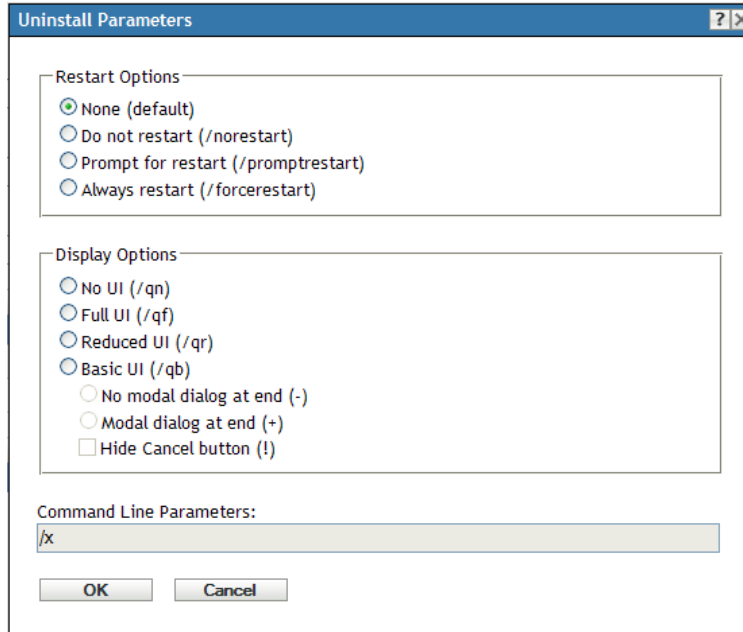 Uninstall Parameters ?
Restart Options
None (default)
Do not restart (/norestart)
Prompt for restart (/promptrestart)
Always restart (/forcerestart)
Display Options
No UI (/qn)
Full UI (/qf)
Reduced UI (/qr)
Basic UI (/qb)
No modal dialog at end (-)
Modal dialog at end (+)
Hide Cancel button (!)
Command Line Parameters:
/x
OK Cancel